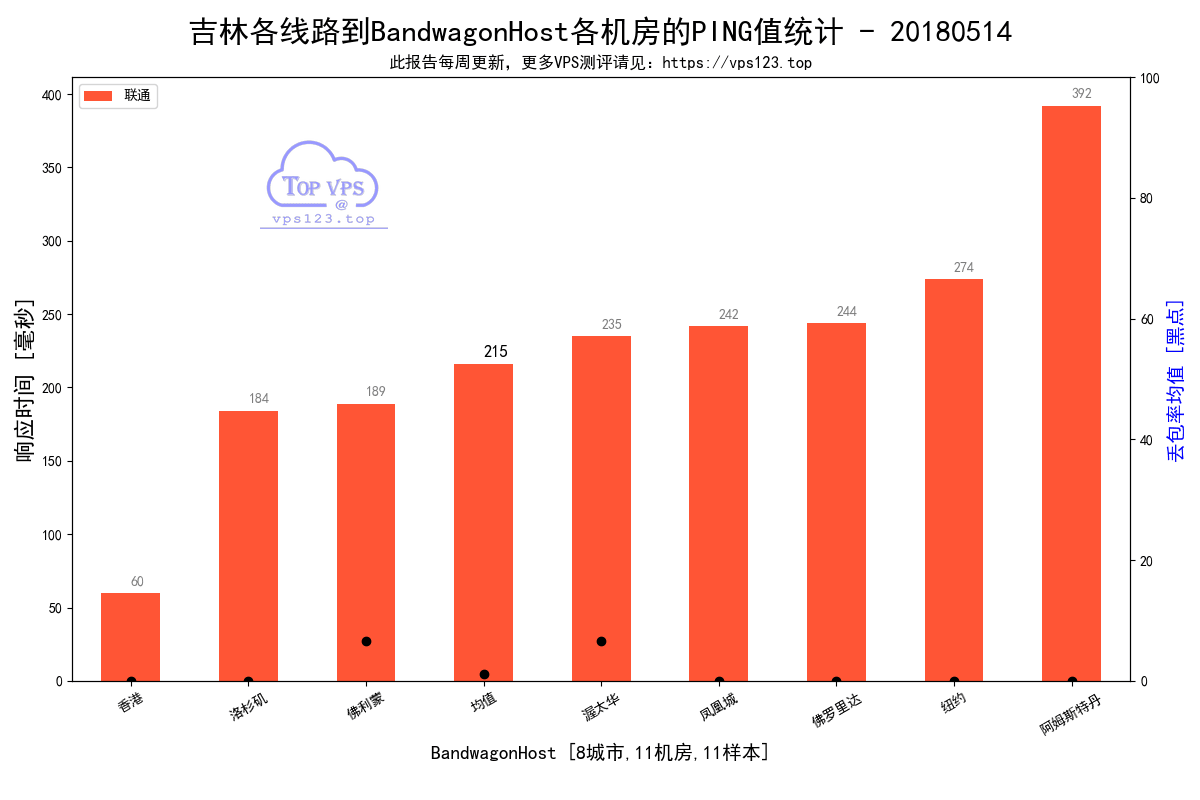 吉林各线路到BandwagonHost各机房的PING值统计 - 20180514
此报告每周更新，更多VPS测评请见：https://vps123.top
联通
TOP VPS
@
vps123.top
响应时间 [毫秒]
400
350
300
250
200
150
100
50
0
60
184
189
215
235
242
244
274
392
100
80
60
40
20
0
丢包率均值 [黑点]
香港
洛杉矶
佛利蒙
均值
渥太华
凤凰城
佛罗里达
纽约
阿姆斯特丹
BandwagonHost [8城市,11机房,11样本]